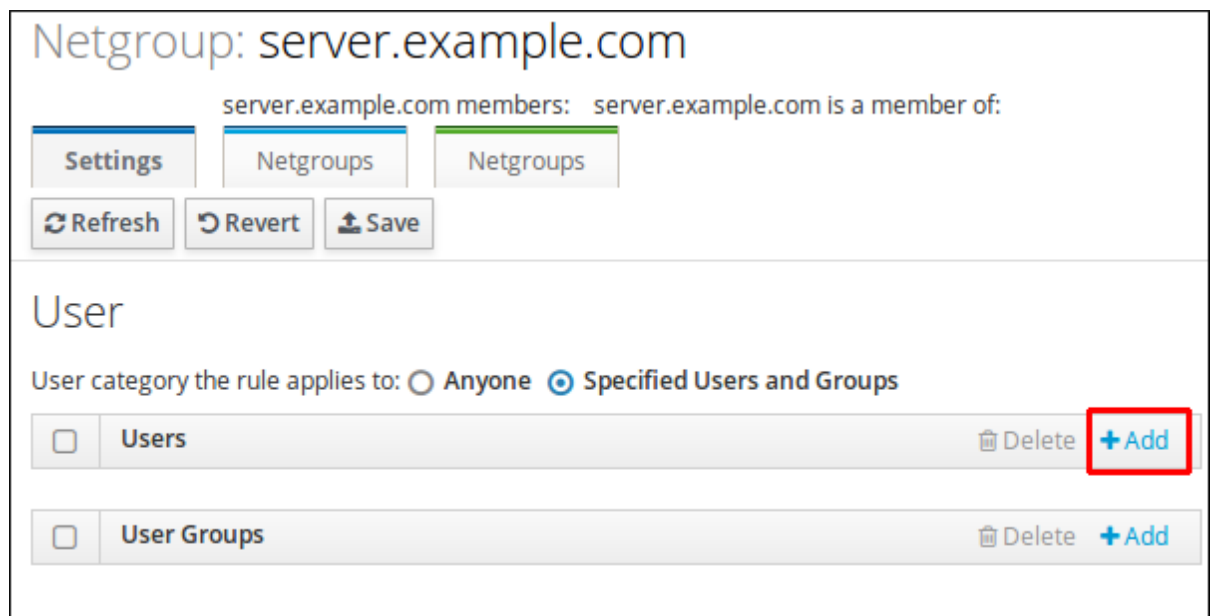 Netgroup: server.example.com
server.example.com members: server.example.com is a member of:
Settings Netgroups Netgroups
Refresh Revert Save
User
User category the rule applies to: Anyone Specified Users and Groups
Users Delete Add
User Groups Delete Add